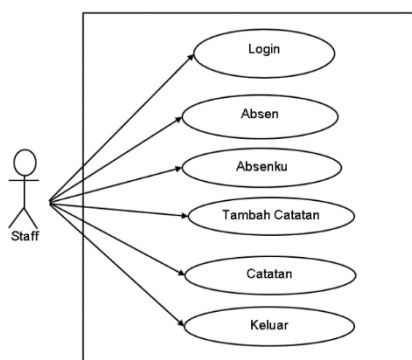 Login
Absen
Absenku
Tambah Catatan
Catatan
Keluar
Staff